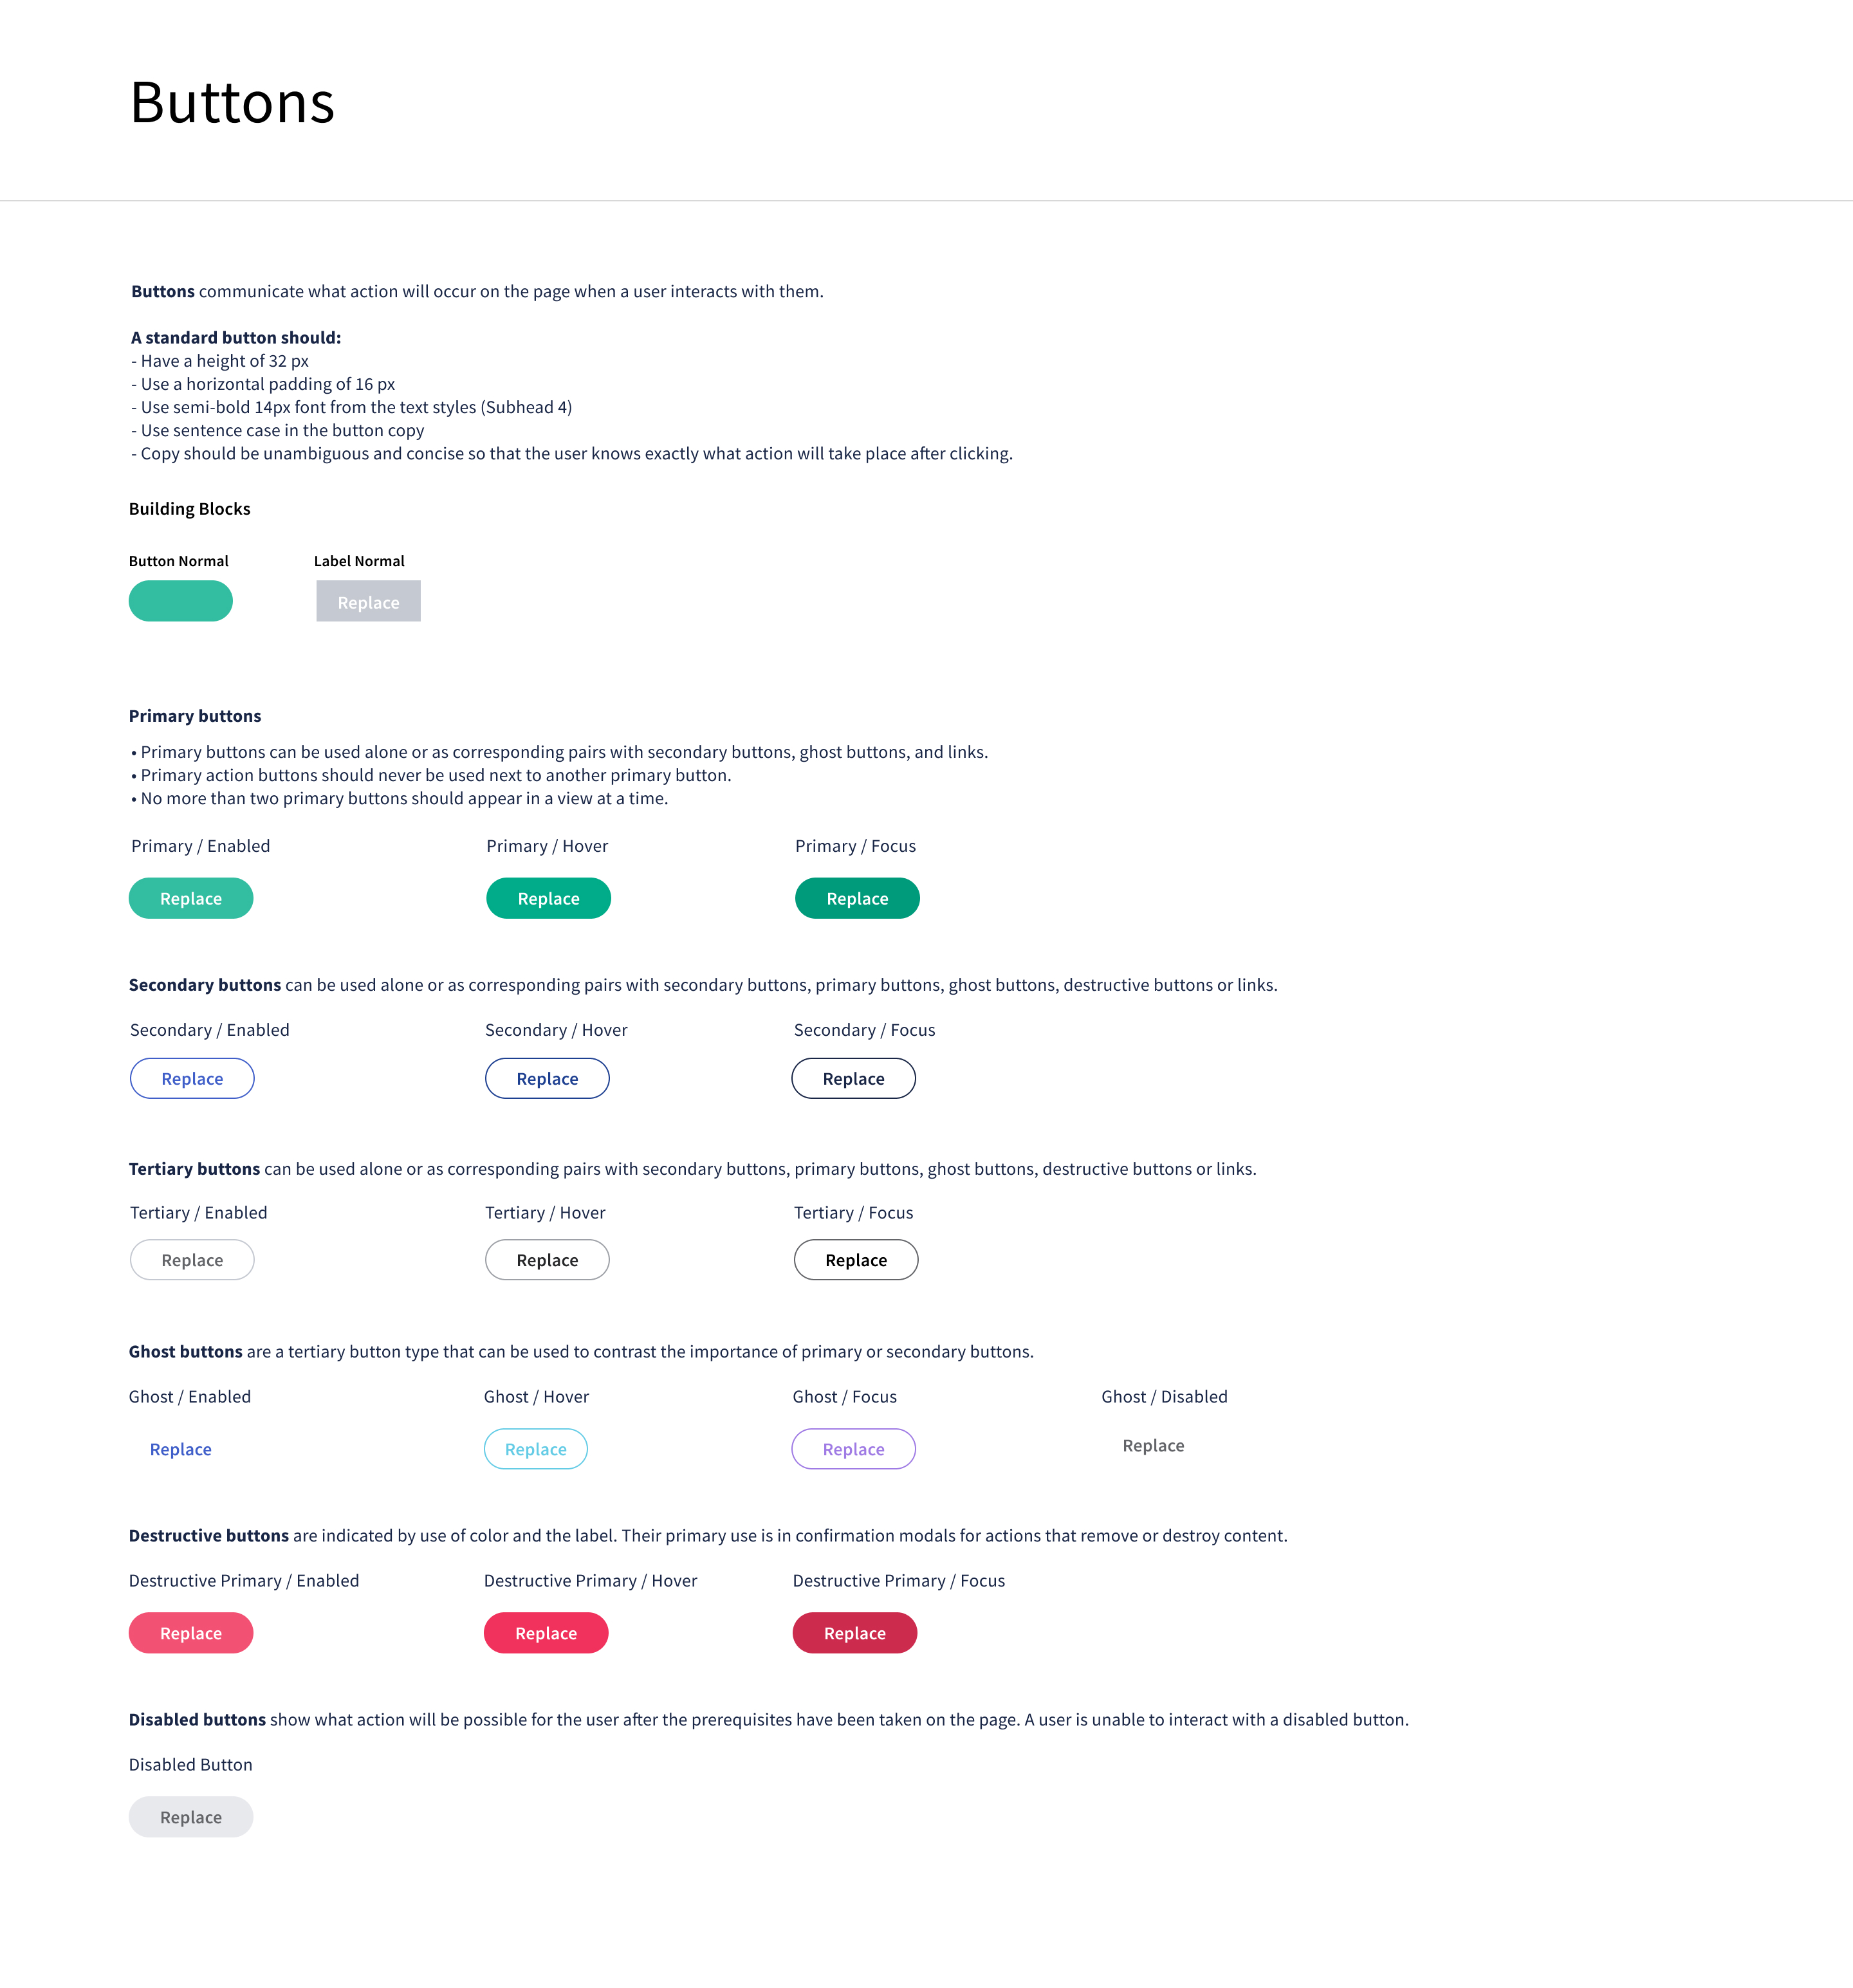 Buttons
Buttons communicate what action will occur on the page when a user interacts with them.
A standard button should:
- Have a height of 32 px
- Use a horizontal padding of 16 px
- Use semi-bold 14px font from the text styles (Subhead 4)
- Use sentence case in the button copy
- Copy should be unambiguous and concise so that the user knows exactly what action will take place after clicking.
Building Blocks
Button Normal Label Normal
Replace
Primary buttons
• Primary buttons can be used alone or as corresponding pairs with secondary buttons, ghost buttons, and links.
• Primary action buttons should never be used next to another primary button.
• No more than two primary buttons should appear in a view at a time.
Primary / Enabled Primary / Hover Primary / Focus
Replace Replace Replace
Secondary buttons can be used alone or as corresponding pairs with secondary buttons, primary buttons, ghost buttons, destructive buttons or links.
Secondary / Enabled Secondary / Hover Secondary / Focus
Replace Replace Replace
Tertiary buttons can be used alone or as corresponding pairs with secondary buttons, primary buttons, ghost buttons, destructive buttons or links.
Tertiary / Enabled Tertiary / Hover Tertiary / Focus
Replace Replace Replace
Ghost buttons are a tertiary button type that can be used to contrast the importance of primary or secondary buttons.
Ghost / Enabled Ghost / Hover Ghost / Focus Ghost / Disabled
Replace Replace Replace Replace
Destructive buttons are indicated by use of color and the label. Their primary use is in confirmation modals for actions that remove or destroy content.
Destructive Primary / Enabled Destructive Primary / Hover Destructive Primary / Focus
Replace Replace Replace
Disabled buttons show what action will be possible for the user after the prerequisites have been taken on the page. A user is unable to interact with a disabled button.
Disabled Button
Replace